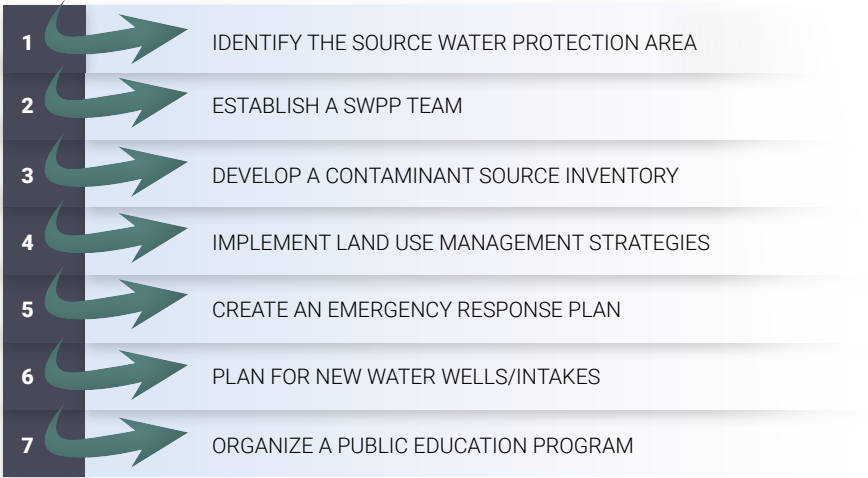 1 IDENTIFY THE SOURCE WATER PROTECTION AREA
2 ESTABLISH A SWPP TEAM
3 DEVELOP A CONTAMINANT SOURCE INVENTORY
4 IMPLEMENT LAND USE MANAGEMENT STRATEGIES
5 CREATE AN EMERGENCY RESPONSE PLAN
6 PLAN FOR NEW WATER WELLS/INTAKES
7 ORGANIZE A PUBLIC EDUCATION PROGRAM